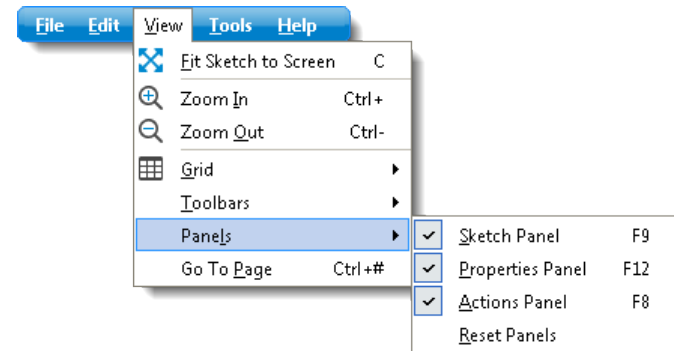 File Edit View Tools Help
Fit Sketch to Screen C
Zoom In Ctrl+
Zoom Out Ctrl-
Grid
Toolbars
Panels
Sketch Panel F9
Go To Page Ctrl+#
Properties Panel F12
Actions Panel F8
Reset Panels